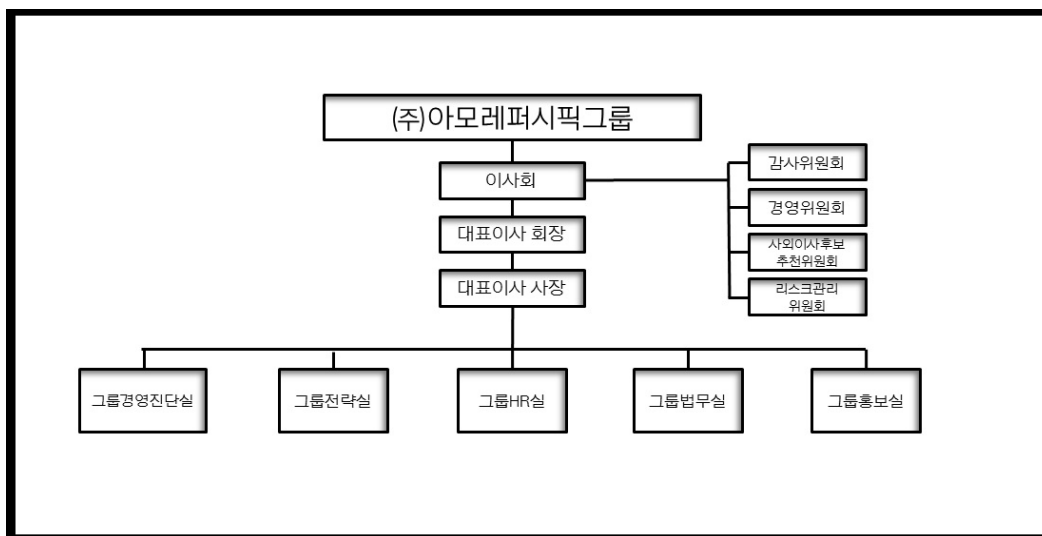 (주)아모레퍼시픽그룹
이사회
감사위원회
경영위원회
사외이사후보
추천위원회
리스크관리
위원회
대표이사 회장
대표이사 사장
그룹경영진단실
그룹전략실
그룹HR실
그룹법무실
그룹홍보실